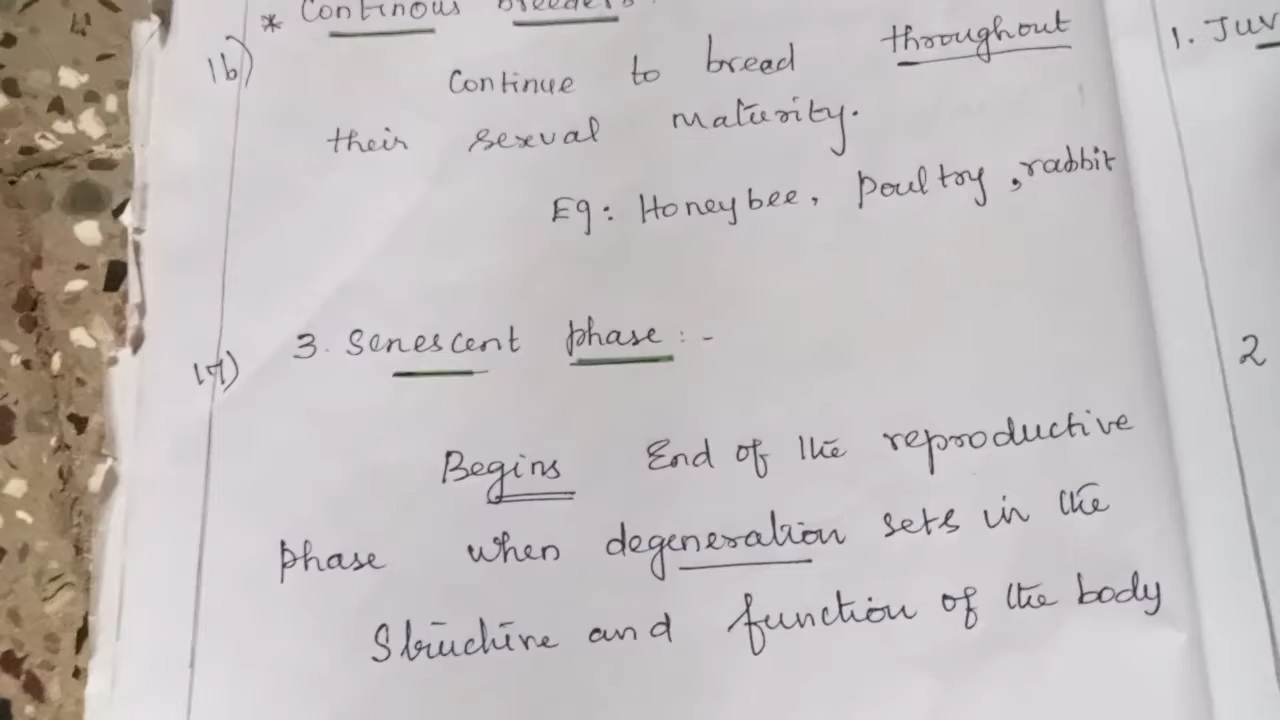 * Continous breeders
16) Continue to bread throughout
their sexual maturity.
Eg: Honeybee, poultry, rabbit
17) 3. Senescent phase: -
Begins End of the reproductive
phase when degeneration sets in the
Structure and function of the body
1. Juv
2